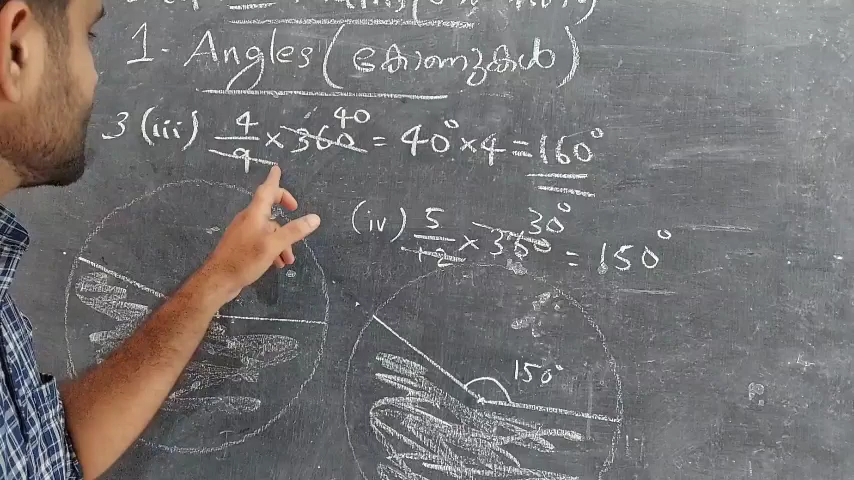 1. Angles (കോണുകൾ)
40
3 (iii) 4/9 × 360 = 40° × 4 = 160°
30°
(iv) 5/12 × 360 = 150°
150°